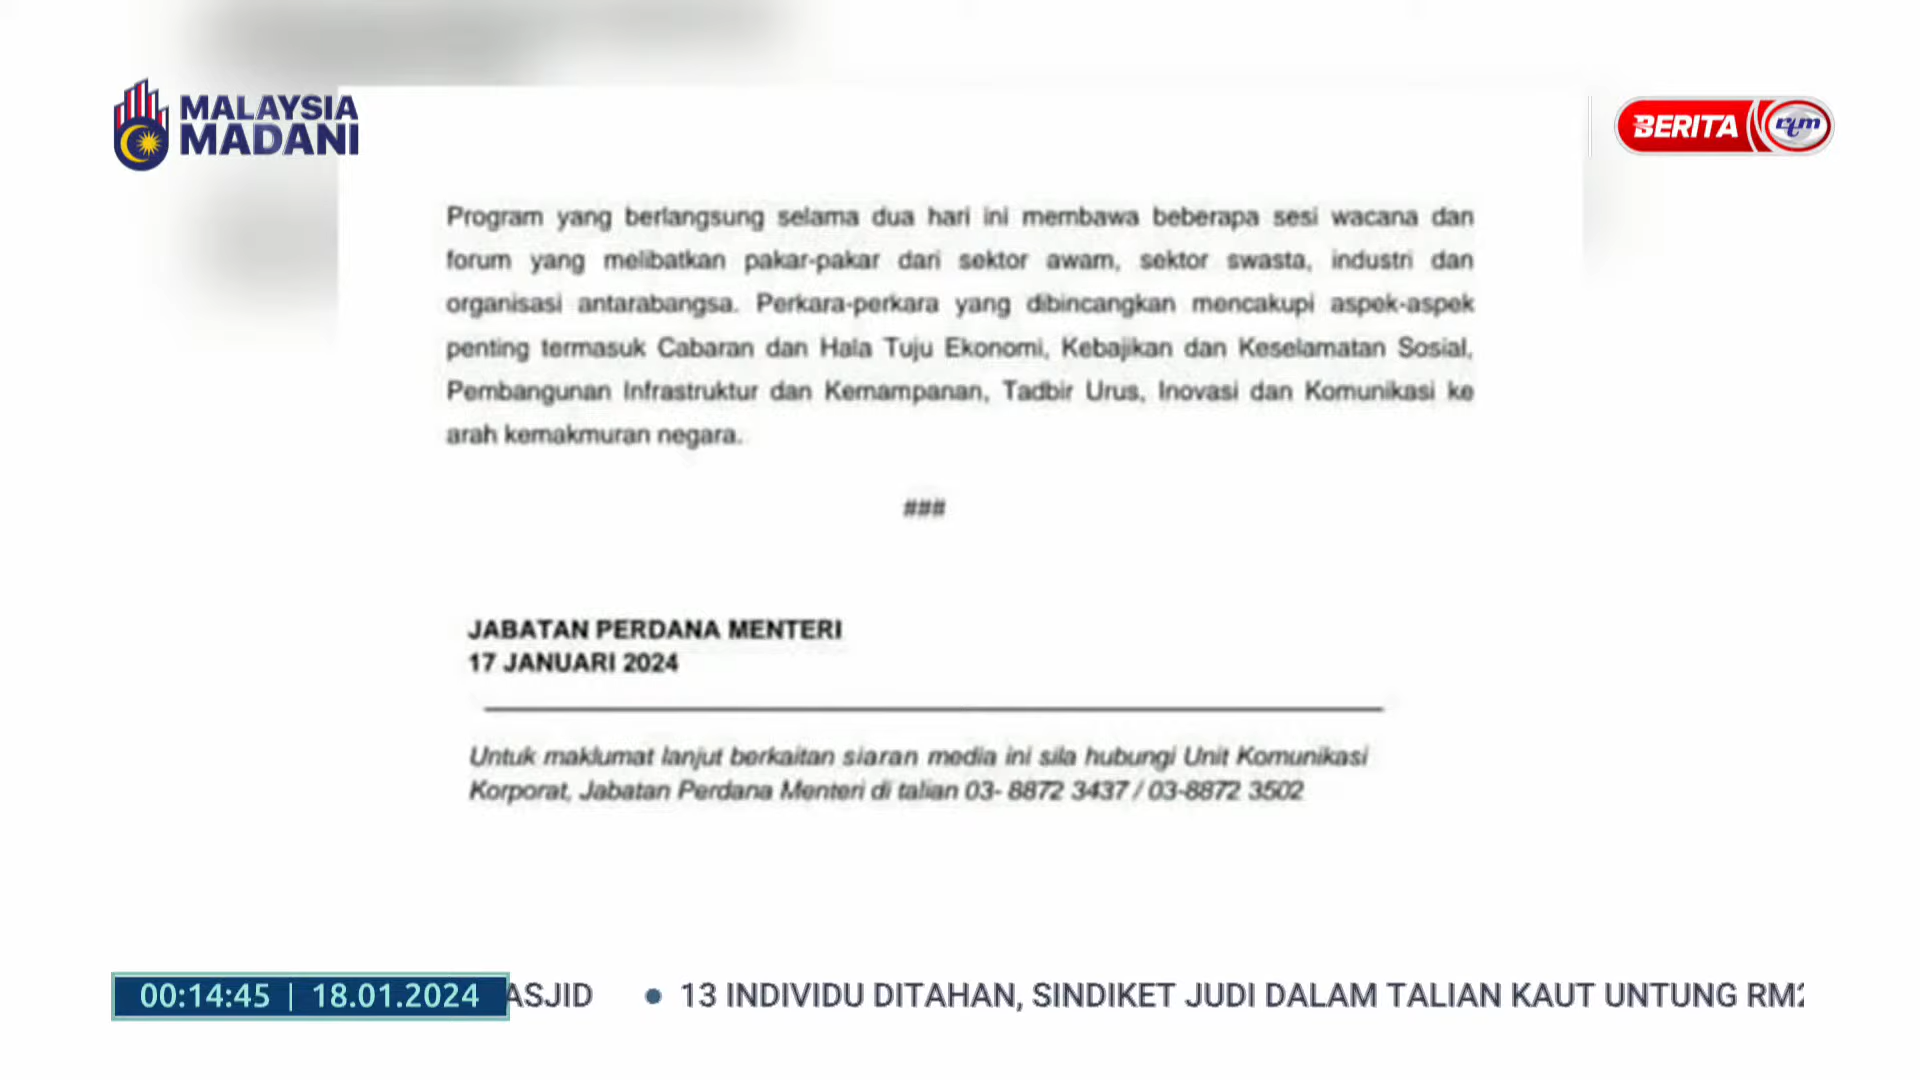 MALAYSIA
MADANI
BERITA rtm
Program yang berlangsung selama dua hari ini membawa beberapa sesi wacana dan
forum yang melibatkan pakar-pakar dari sektor awam, sektor swasta, industri dan
organisasi antarabangsa. Perkara-perkara yang dibincangkan mencakupi aspek-aspek
penting termasuk Cabaran dan Hala Tuju Ekonomi, Kebajikan dan Keselamatan Sosial,
Pembangunan Infrastruktur dan Kemampanan, Tadbir Urus, Inovasi dan Komunikasi ke
arah kemakmuran negara.
###
JABATAN PERDANA MENTERI
17 JANUARI 2024
Untuk maklumat lanjut berkaitan siaran media ini sila hubungi Unit Komunikasi
Korporat, Jabatan Perdana Menteri di talian 03- 8872 3437 / 03-8872 3502
00:14:45 | 18.01.2024 ASJID • 13 INDIVIDU DITAHAN, SINDIKET JUDI DALAM TALIAN KAUT UNTUNG RM